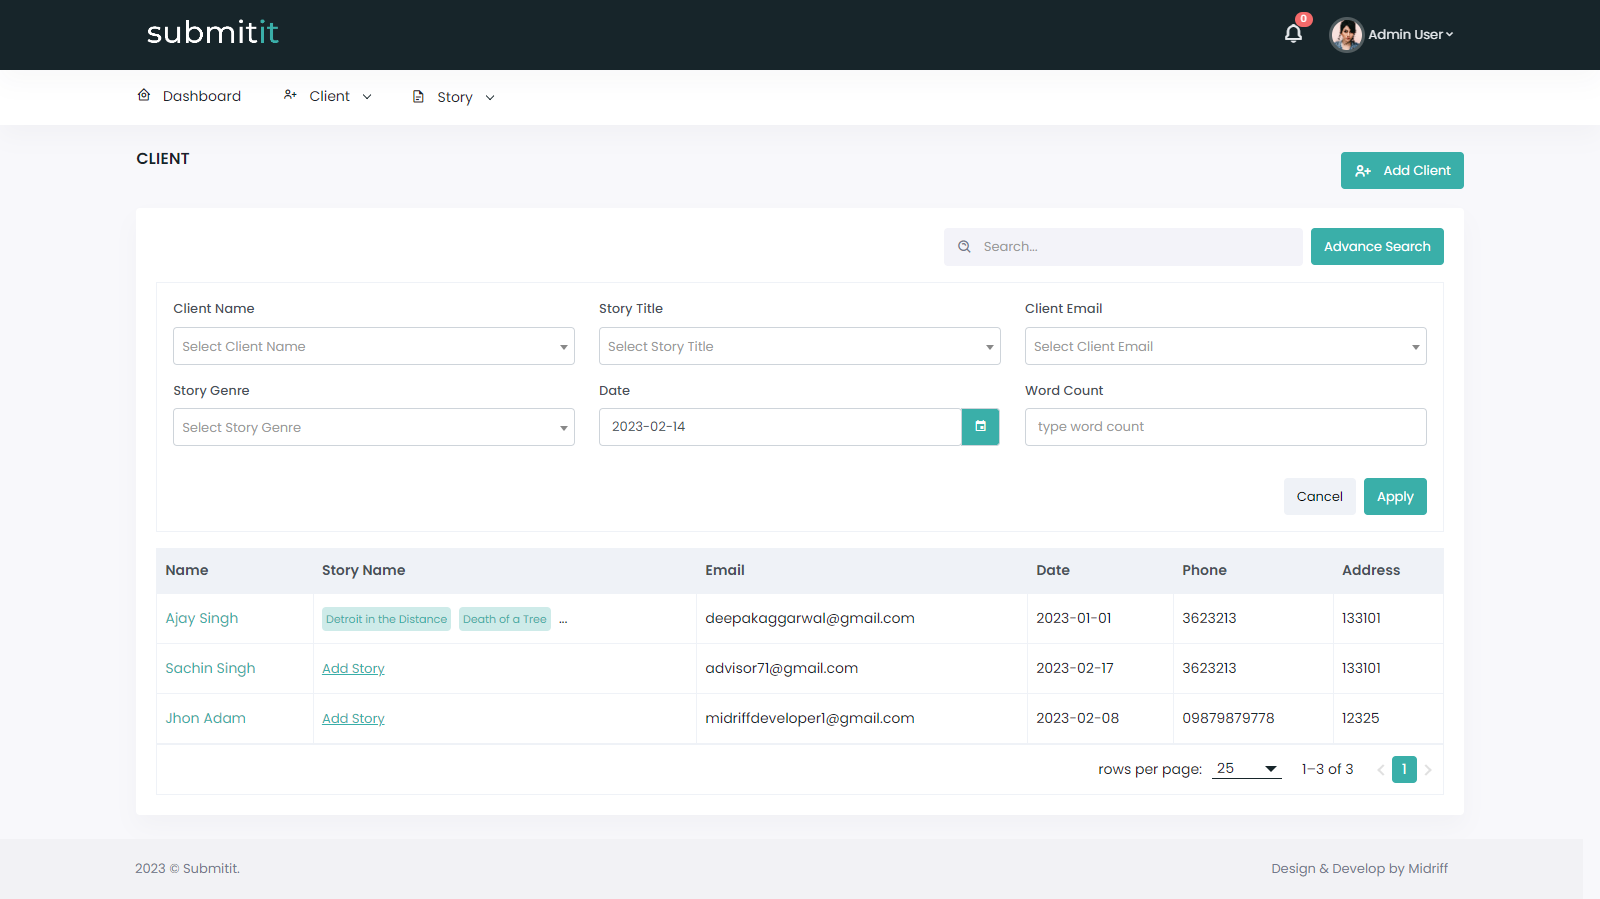 submitit
0
Admin User
Dashboard Client Story
CLIENT
Add Client
Search... Advance Search
Client Name Story Title Client Email
Select Client Name Select Story Title Select Client Email
Story Genre Date Word Count
Select Story Genre 2023-02-14 type word count
Cancel Apply
Name Story Name Email Date Phone Address
Ajay Singh Detroit in the Distance Death of a Tree ... deepakaggarwal@gmail.com 2023-01-01 3623213 133101
Sachin Singh Add Story advisor71@gmail.com 2023-02-17 3623213 133101
Jhon Adam Add Story midriffdeveloper1@gmail.com 2023-02-08 09879879778 12325
rows per page: 25 1–3 of 3 1
2023 © Submitit. Design & Develop by Midriff